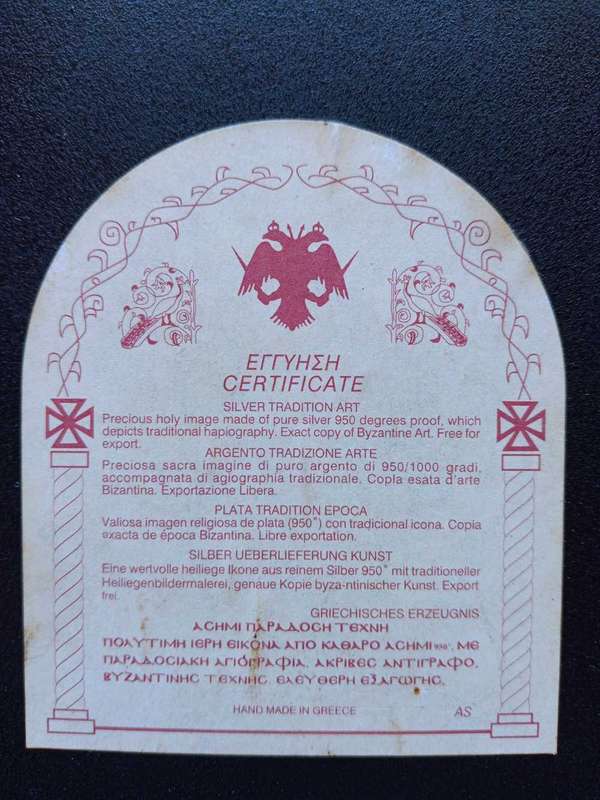 ΕΓΓΥΗΣΗ
CERTIFICATE
SILVER TRADITION ART
Precious holy image made of pure silver 950 degrees proof, which
depicts traditional hapiography. Exact copy of Byzantine Art. Free for
export.
ARGENTO TRADIZIONE ARTE
Preciosa sacra imagine di puro argento di 950/1000 gradi,
accompagnata di agiographia tradizionale. Copla esata d'arte
Bizantina. Exportazione Libera.
PLATA TRADITION EPOCA
Valiosa imagen religiosa de plata (950°) con tradicional icona. Copia
exacta de época Bizantina. Libre exportation.
SILBER UEBERLIEFERUNG KUNST
Eine wertvolle heiliege Ikone aus reinem Silber 950° mit traditioneller
Heiliegenbildermalerei, genaue Kopie byza-ntinischer Kunst. Export
frei.
GRIECHISCHES ERZEUGNIS
ΑΣΗΜΙ ΠΑΡΑΔΟΣΗ ΤΕΧΝΗ
ΠΟΛΥΤΙΜΗ ΙΕΡΗ ΕΙΚΟΝΑ ΑΠΟ ΚΑΘΑΡΟ ΑΣΗΜΙ 950°, ΜΕ
ΠΑΡΑΔΟΣΙΑΚΗ ΑΓΙΟΓΡΑΦΙΑ. ΑΚΡΙΒΕΣ ΑΝΤΙΓΡΑΦΟ.
ΒΥΖΑΝΤΙΝΗΣ ΤΕΧΝΗΣ. ΕΛΕΥΘΕΡΗ ΕΞΑΓΩΓΗΣ.
HAND MADE IN GREECE
AS